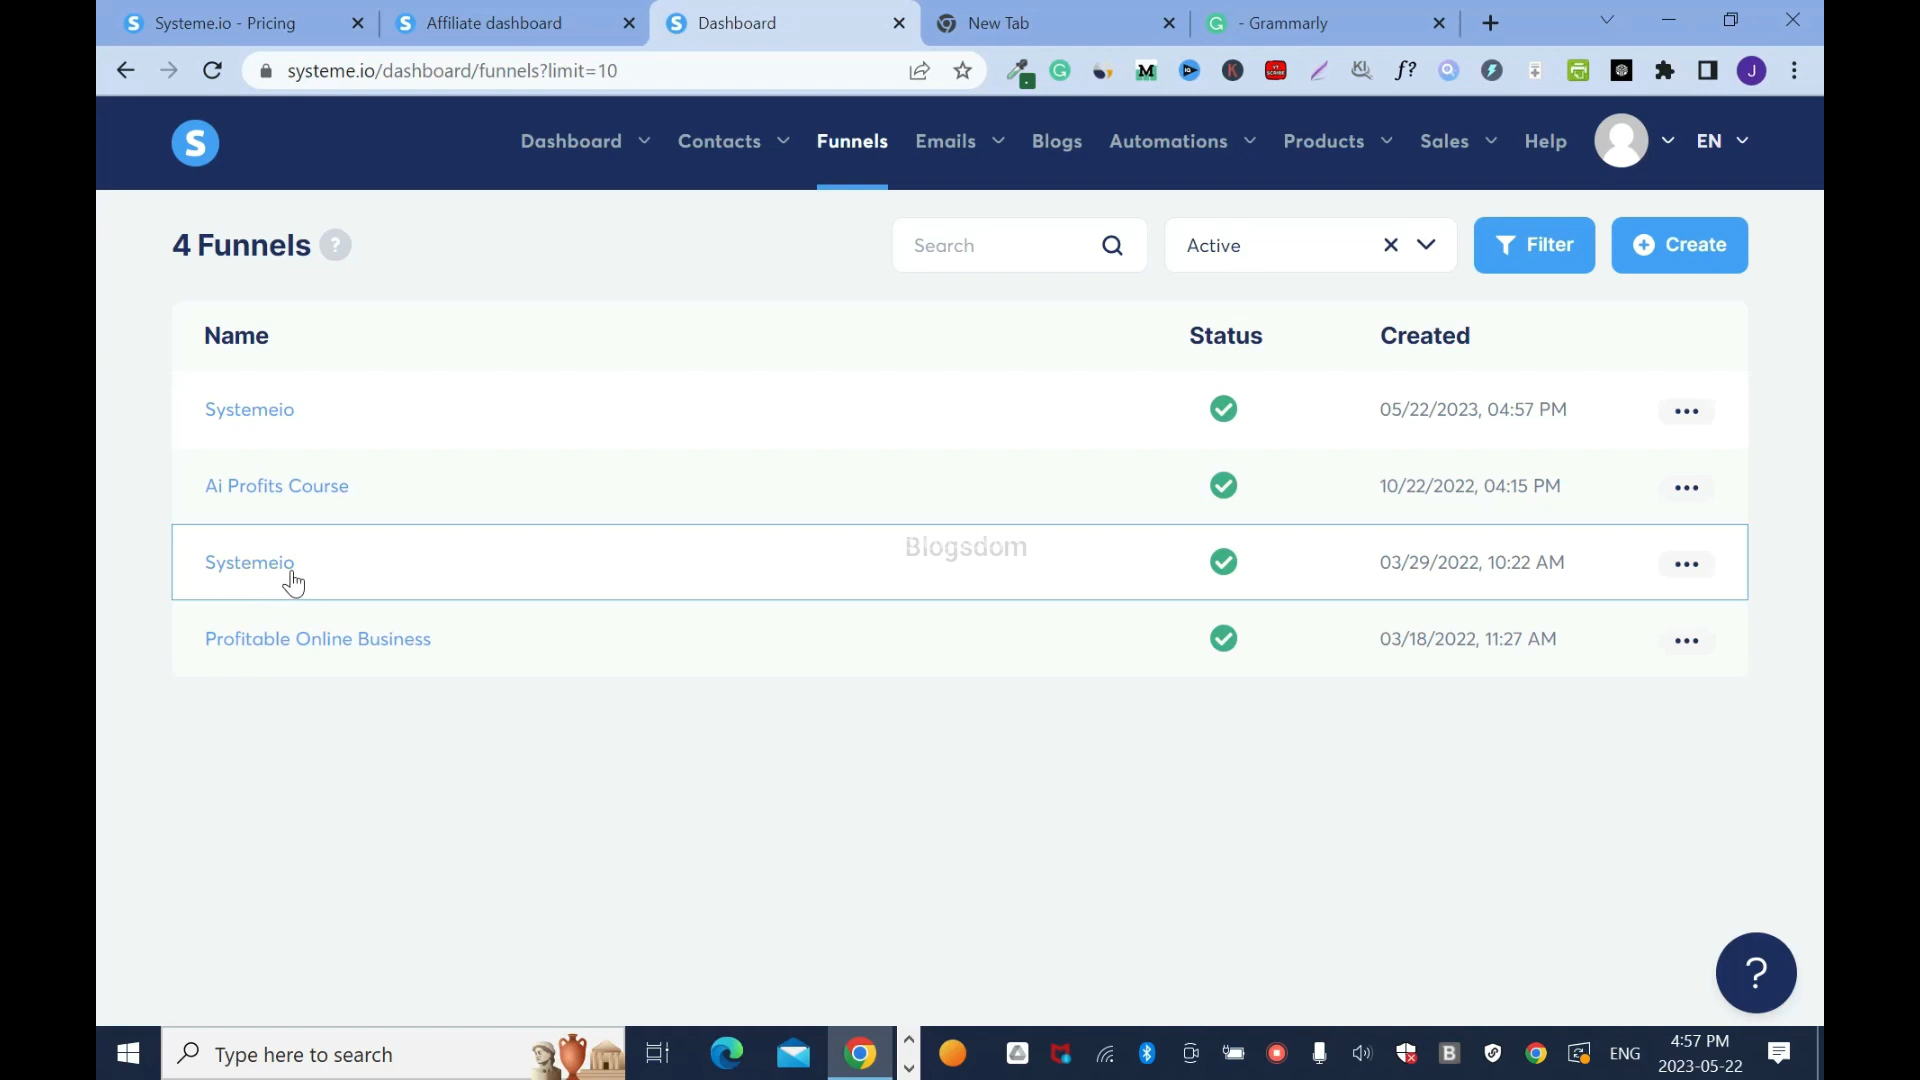 Systeme.io - Pricing
Affiliate dashboard
Dashboard
New Tab
- Grammarly
systeme.io/dashboard/funnels?limit=10
S
Dashboard
Contacts
Funnels
Emails
Blogs
Automations
Products
Sales
Help
EN
4 Funnels ?
Search
Active
Filter
Create
Name Status Created
Systemeio 05/22/2023, 04:57 PM
Ai Profits Course 10/22/2022, 04:15 PM
Systemeio 03/29/2022, 10:22 AM
Blogsdom
Profitable Online Business 03/18/2022, 11:27 AM
?
Type here to search
ENG
4:57 PM
2023-05-22